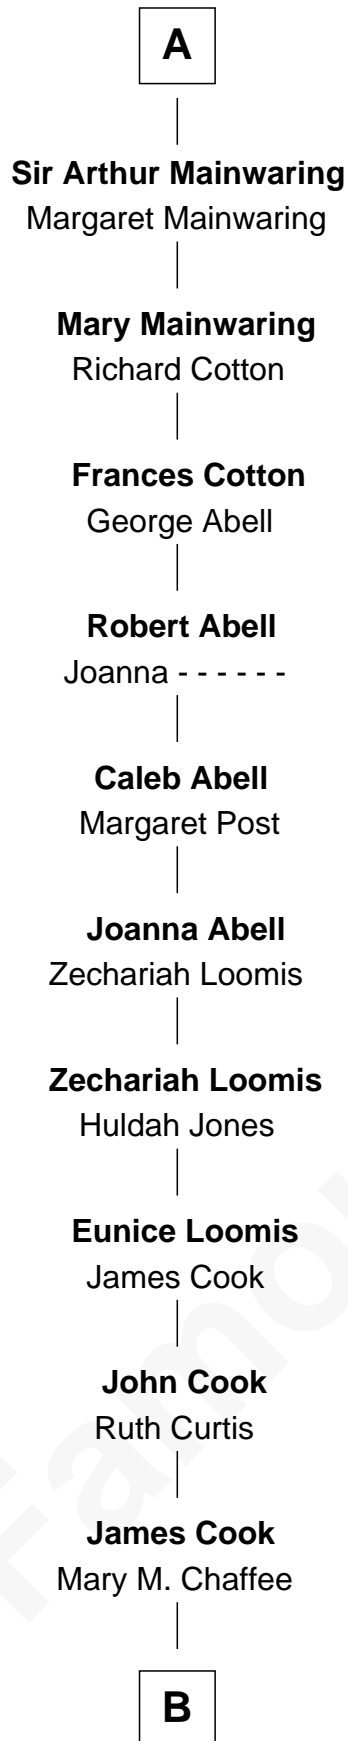 A
Sir Arthur Mainwaring
Margaret Mainwaring
Mary Mainwaring
Richard Cotton
Frances Cotton
George Abell
Robert Abell
Joanna - - - - - -
Caleb Abell
Margaret Post
Joanna Abell
Zechariah Loomis
Zechariah Loomis
Huldah Jones
Eunice Loomis
James Cook
John Cook
Ruth Curtis
James Cook
Mary M. Chaffee
B